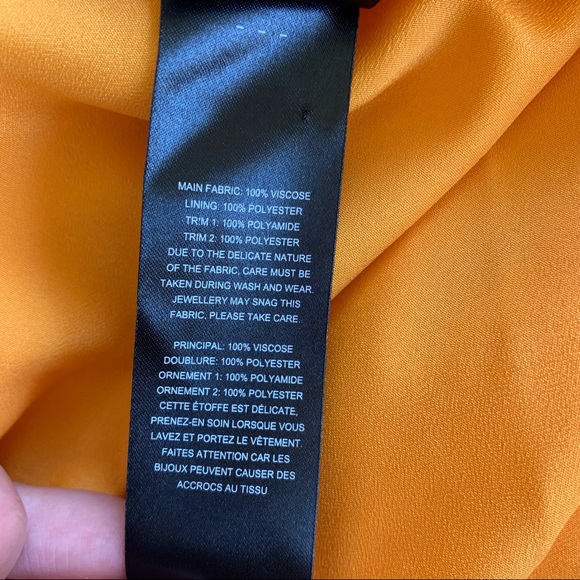 MAIN FABRIC: 100% VISCOSE
LINING: 100% POLYESTER
TRIM 1: 100% POLYAMIDE
TRIM 2: 100% POLYESTER
DUE TO THE DELICATE NATURE
OF THE FABRIC, CARE MUST BE
TAKEN DURING WASH AND WEAR.
JEWELLERY MAY SNAG THIS
FABRIC. PLEASE TAKE CARE.
PRINCIPAL: 100% VISCOSE
DOUBLURE: 100% POLYESTER
ORNEMENT 1: 100% POLYAMIDE
ORNEMENT 2: 100% POLYESTER
CETTE ÉTOFFE EST DÉLICATE,
PRENEZ-EN SOIN LORSQUE VOUS
LAVEZ ET PORTEZ LE VÊTEMENT.
FAITES ATTENTION CAR LES
BIJOUX PEUVENT CAUSER DES
ACCROCS AU TISSU